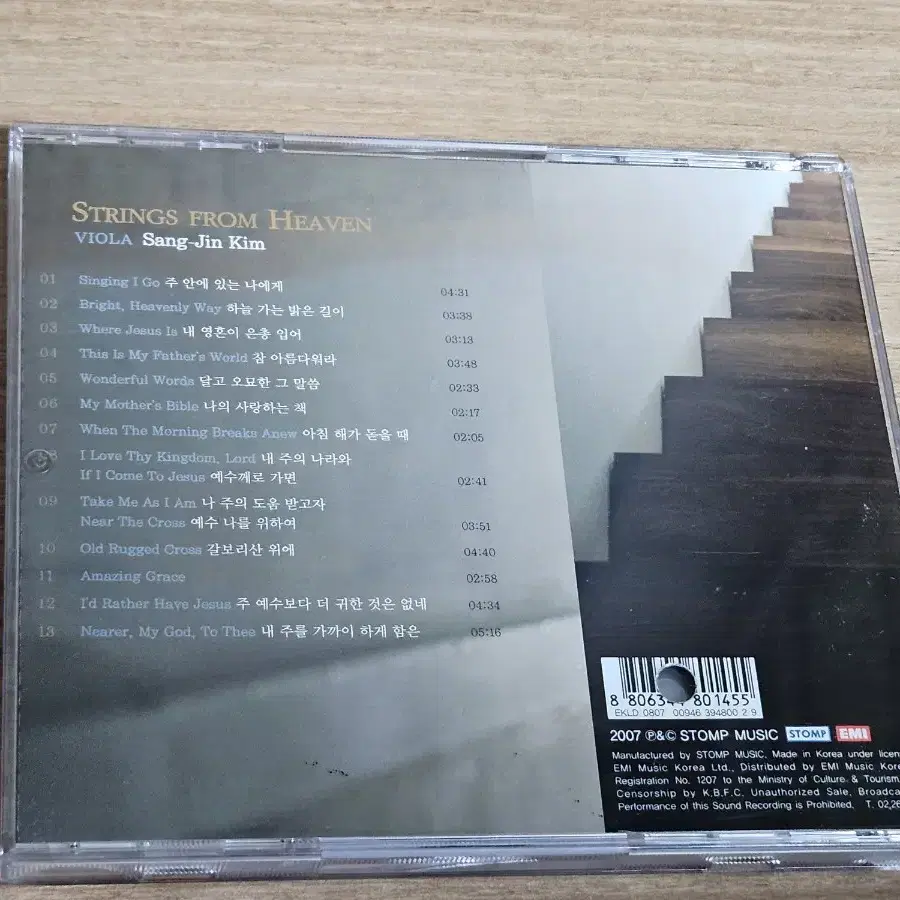 STRINGS FROM HEAVEN
VIOLA Sang-Jin Kim
01 Singing I Go 주 안에 있는 나에게 04:31
02 Bright, Heavenly Way 하늘 가는 밝은 길이 03:38
03 Where Jesus Is 내 영혼이 은총 입어 03:13
04 This Is My Father's World 참 아름다워라 03:48
05 Wonderful Words 달고 오묘한 그 말씀 02:33
06 My Mother's Bible 나의 사랑하는 책 02:17
07 When The Morning Breaks Anew 아침 해가 돋을 때 02:05
I Love Thy Kingdom, Lord 내 주의 나라와
If I Come To Jesus 예수께로 가면 02:41
09 Take Me As I Am 나 주의 도움 받고자
Near The Cross 예수 나를 위하여 03:51
10 Old Rugged Cross 갈보리산 위에 04:40
11 Amazing Grace 02:58
12 I'd Rather Have Jesus 주 예수보다 더 귀한 것은 없네 04:34
13 Nearer, My God, To Thee 내 주를 가까이 하게 함은 05:16
8 80634 801455
EKLD 0807 00946 394800 2 9
2007 ℗&© STOMP MUSIC STOMP EMI
Manufactured by STOMP MUSIC. Made in Korea under
EMI Music Korea Ltd., Distributed by EMI Music
Registration No. 1207 to the Ministry of Culture & Tourism
Censorship by K.B.F.C. Unauthorized Sale,
Performance of this Sound Recording is Prohibited. T. 02,